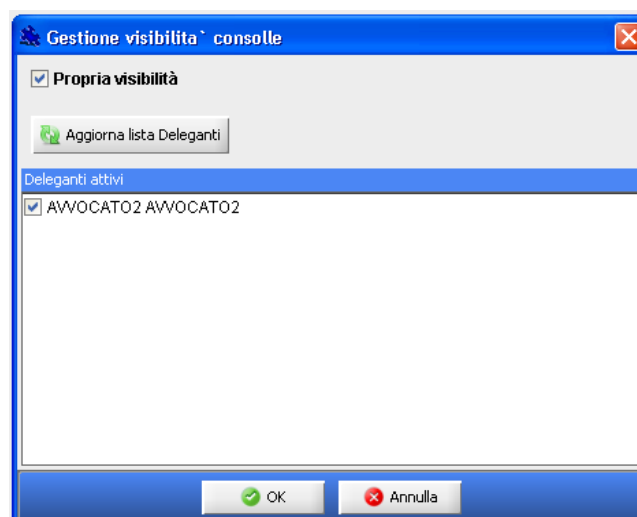 Gestione visibilita` consolle
Propria visibilità
Aggiorna lista Deleganti
Deleganti attivi
AVVOCATO2 AVVOCATO2
OK
Annulla